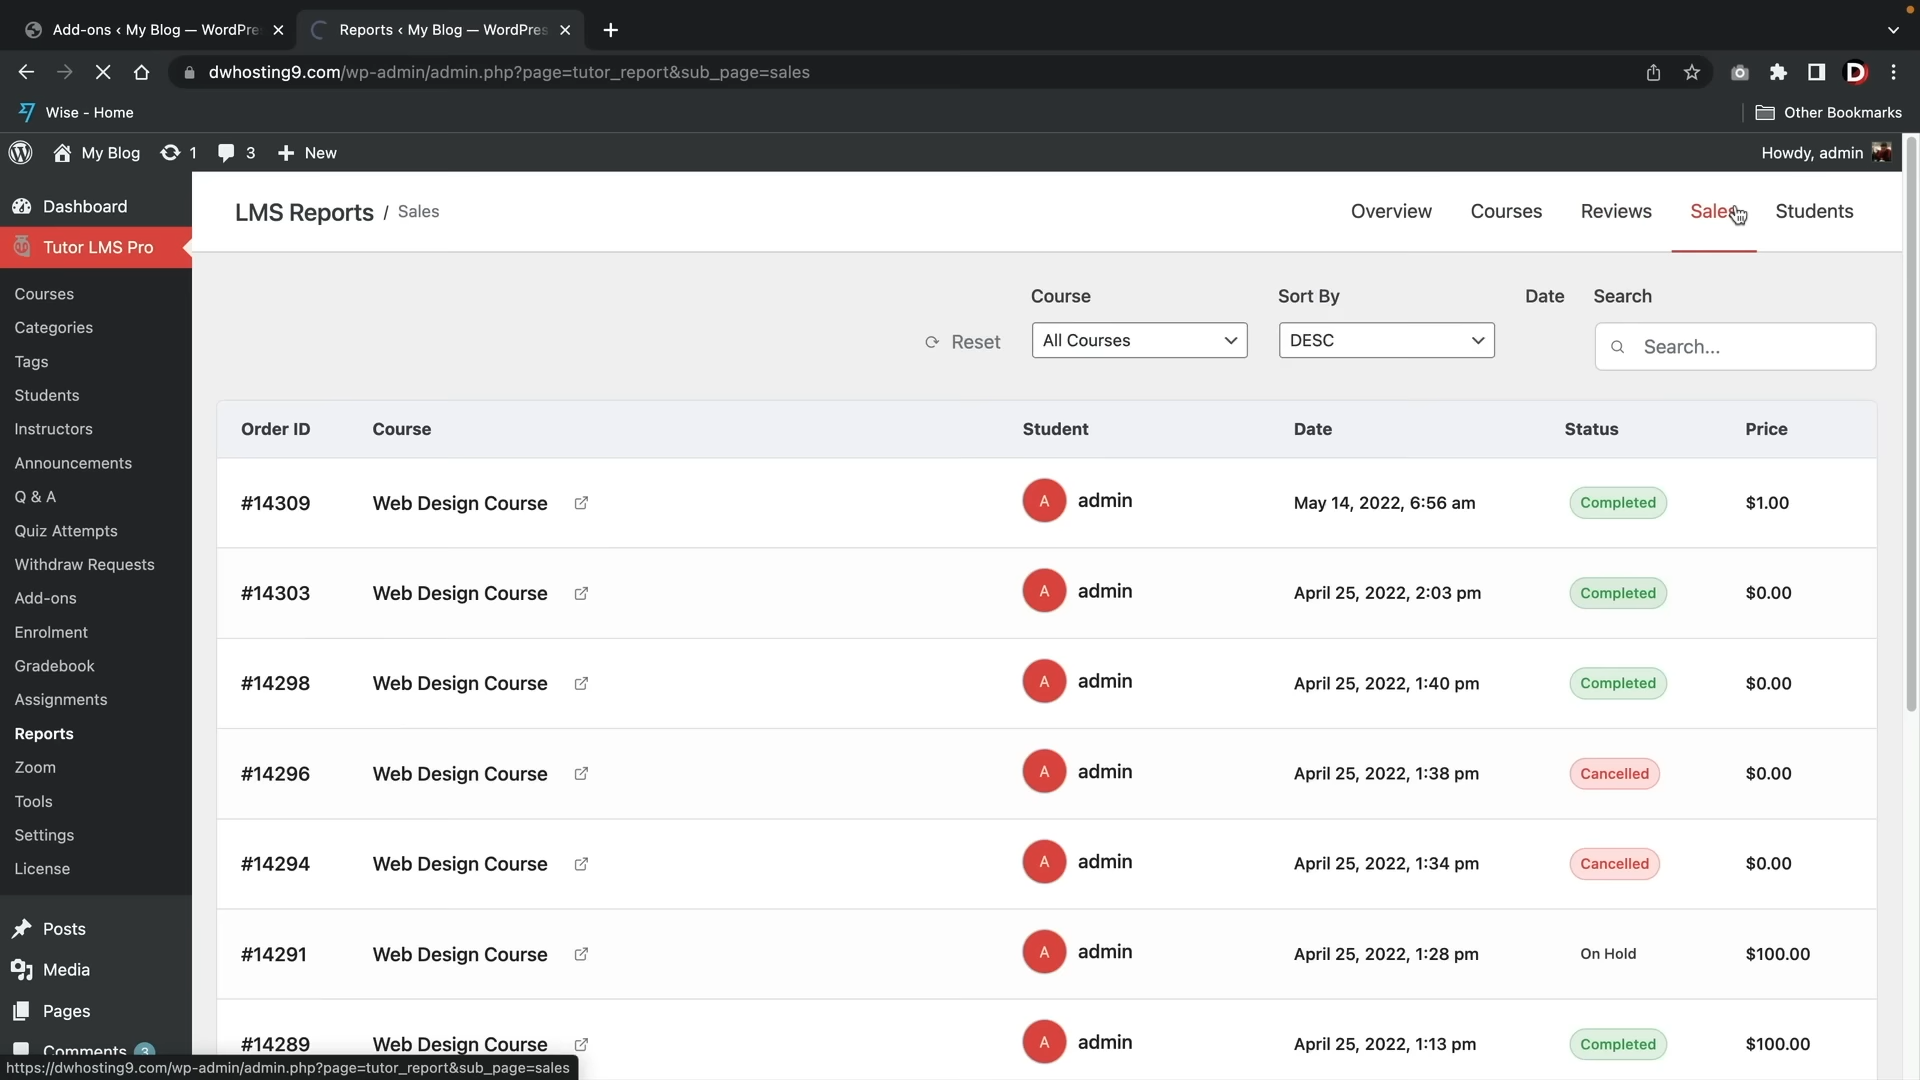 Add-ons ‹ My Blog — WordPre
Reports ‹ My Blog — WordPres
dwhosting9.com/wp-admin/admin.php?page=tutor_report&sub_page=sales
D
Wise - Home
Other Bookmarks
My Blog
1
3
New
Howdy, admin
Dashboard
Tutor LMS Pro
Courses
Categories
Tags
Students
Instructors
Announcements
Q & A
Quiz Attempts
Withdraw Requests
Add-ons
Enrolment
Gradebook
Assignments
Reports
Zoom
Tools
Settings
License
Posts
Media
Pages
Comments 3
LMS Reports / Sales
Overview Courses Reviews Sales Students
Course Sort By Date Search
Reset All Courses DESC Search...
Order ID Course Student Date Status Price
#14309 Web Design Course A admin May 14, 2022, 6:56 am Completed $1.00
#14303 Web Design Course A admin April 25, 2022, 2:03 pm Completed $0.00
#14298 Web Design Course A admin April 25, 2022, 1:40 pm Completed $0.00
#14296 Web Design Course A admin April 25, 2022, 1:38 pm Cancelled $0.00
#14294 Web Design Course A admin April 25, 2022, 1:34 pm Cancelled $0.00
#14291 Web Design Course A admin April 25, 2022, 1:28 pm On Hold $100.00
#14289 Web Design Course A admin April 25, 2022, 1:13 pm Completed $100.00
https://dwhosting9.com/wp-admin/admin.php?page=tutor_report&sub_page=sales